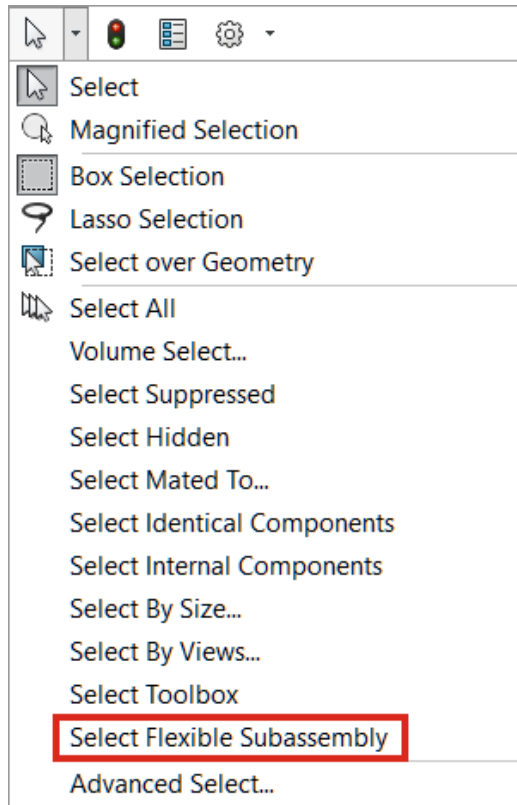 Select
Magnified Selection
Box Selection
Lasso Selection
Select over Geometry
Select All
Volume Select...
Select Suppressed
Select Hidden
Select Mated To...
Select Identical Components
Select Internal Components
Select By Size...
Select By Views...
Select Toolbox
Select Flexible Subassembly
Advanced Select...